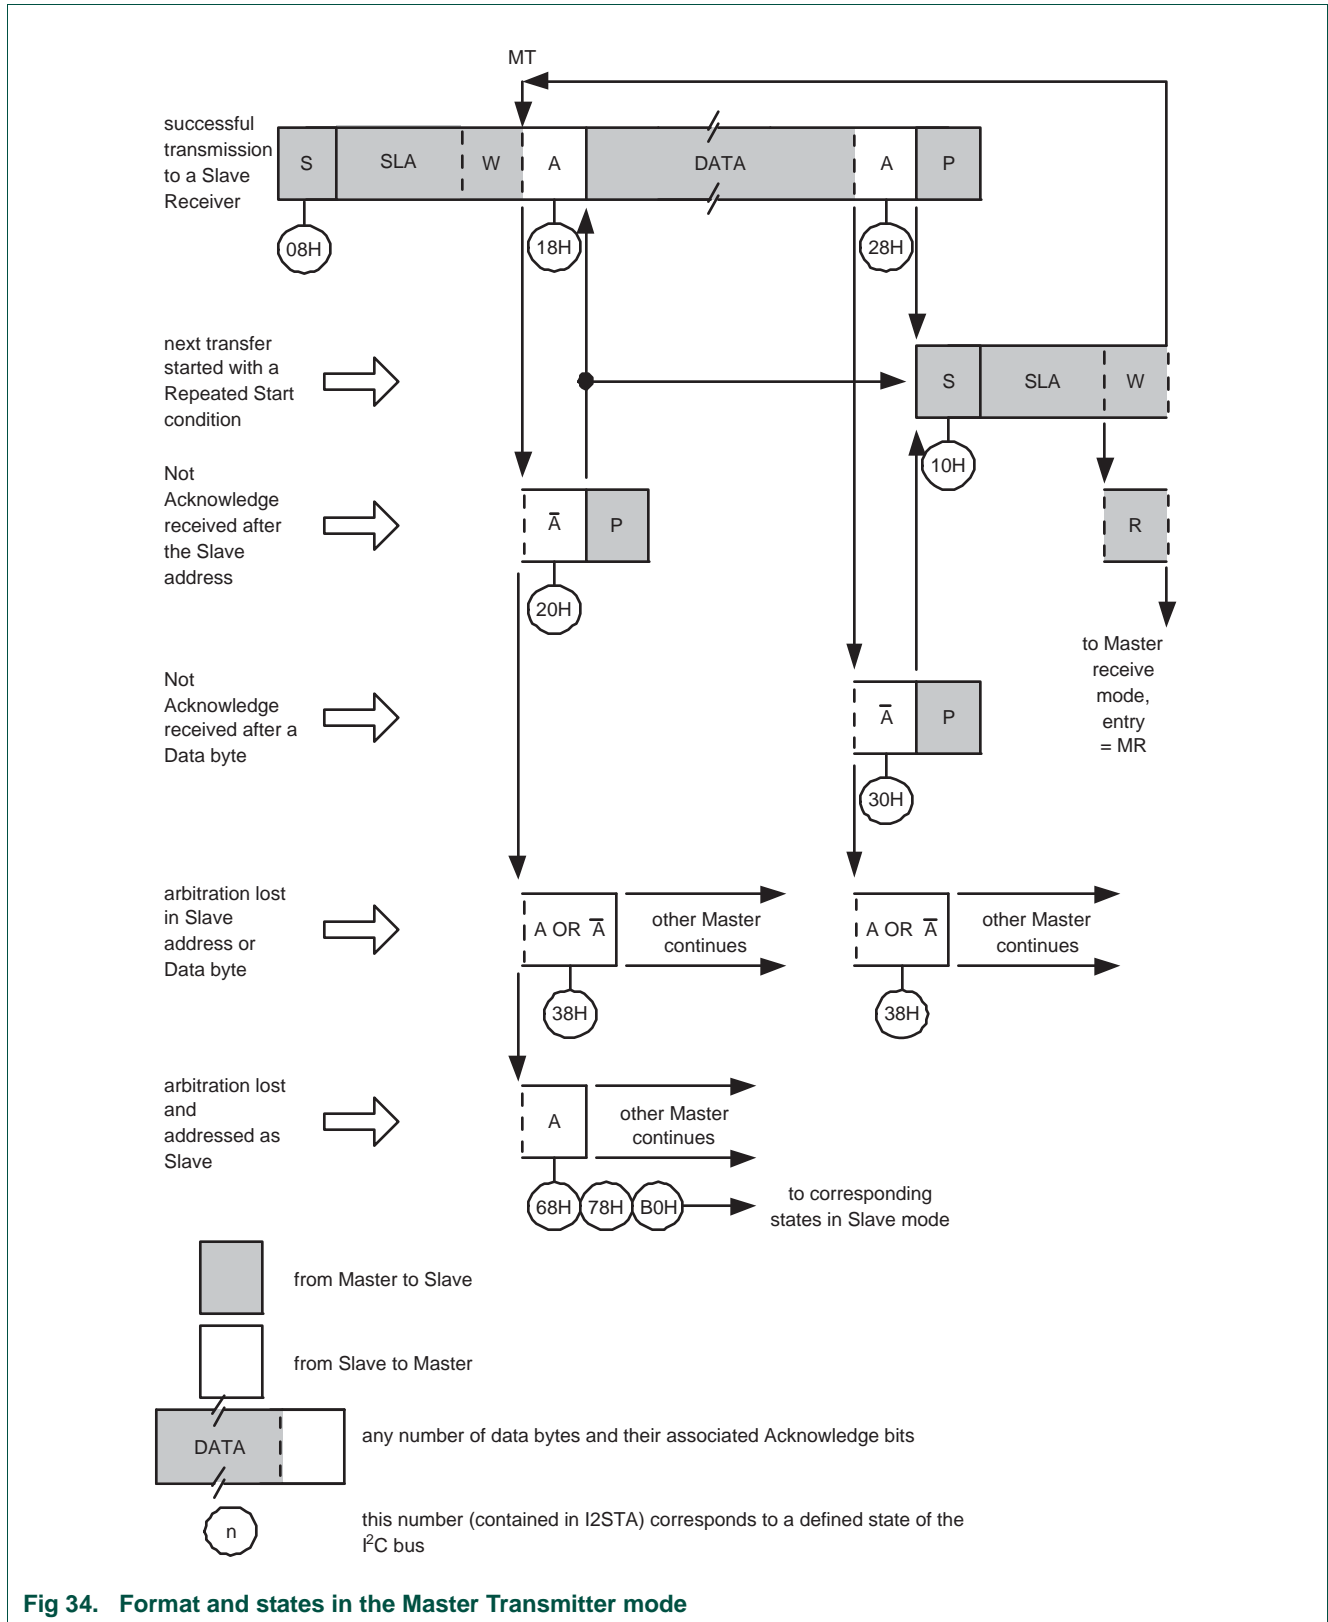 MT
successful
transmission
to a Slave
Receiver
S SLA W A DATA A P
08H 18H 28H
next transfer
started with a
Repeated Start
condition
S SLA W
10H
Not
Acknowledge
received after
the Slave
address
A̅ P
R
20H
to Master
receive
mode,
entry
= MR
Not
Acknowledge
received after a
Data byte
A̅ P
30H
arbitration lost
in Slave
address or
Data byte
A OR A̅
other Master
continues
A OR A̅
other Master
continues
38H 38H
arbitration lost
and
addressed as
Slave
A
other Master
continues
68H 78H B0H
to corresponding
states in Slave mode
from Master to Slave
from Slave to Master
DATA
any number of data bytes and their associated Acknowledge bits
n
this number (contained in I2STA) corresponds to a defined state of the
I²C bus
Fig 34. Format and states in the Master Transmitter mode